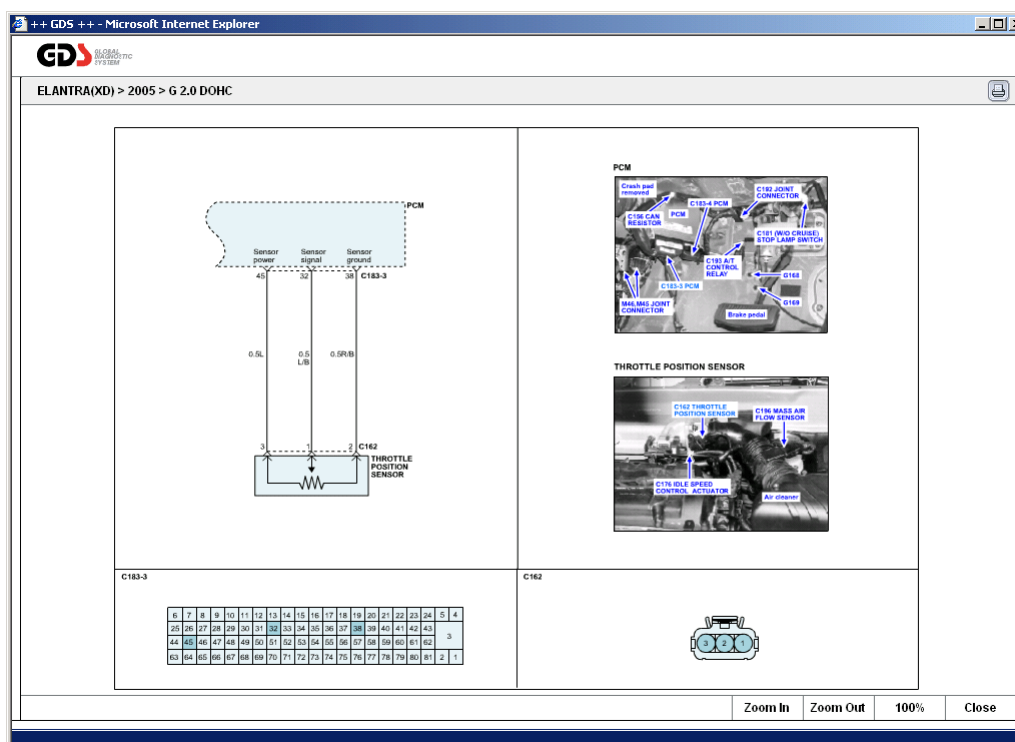 ++ GDS ++ - Microsoft Internet Explorer
GDS GLOBAL DIAGNOSTIC SYSTEM
ELANTRA(XD) > 2005 > G 2.0 DOHC
PCM
Sensor power
Sensor signal
Sensor ground
45 32 38 C183-3
0.5L 0.5 L/B 0.5R/B
3 1 2 C162
THROTTLE
POSITION
SENSOR
PCM
Crash pad removed
C192 JOINT CONNECTOR
C183-4 PCM
C156 CAN RESISTOR
PCM
C181 (W/O CRUISE) STOP LAMP SWITCH
C193 A/T CONTROL RELAY
G168
C183-3 PCM
G169
M46,M45 JOINT CONNECTOR
Brake pedal
THROTTLE POSITION SENSOR
C162 THROTTLE POSITION SENSOR
C196 MASS AIR FLOW SENSOR
C176 IDLE SPEED CONTROL ACTUATOR
Air cleaner
C183-3
6 7 8 9 10 11 12 13 14 15 16 17 18 19 20 21 22 23 24 5 4
25 26 27 28 29 30 31 32 33 34 35 36 37 38 39 40 41 42 43
3
44 45 46 47 48 49 50 51 52 53 54 55 56 57 58 59 60 61 62
63 64 65 66 67 68 69 70 71 72 73 74 75 76 77 78 79 80 81 2 1
C162
3 2 1
Zoom In Zoom Out 100% Close